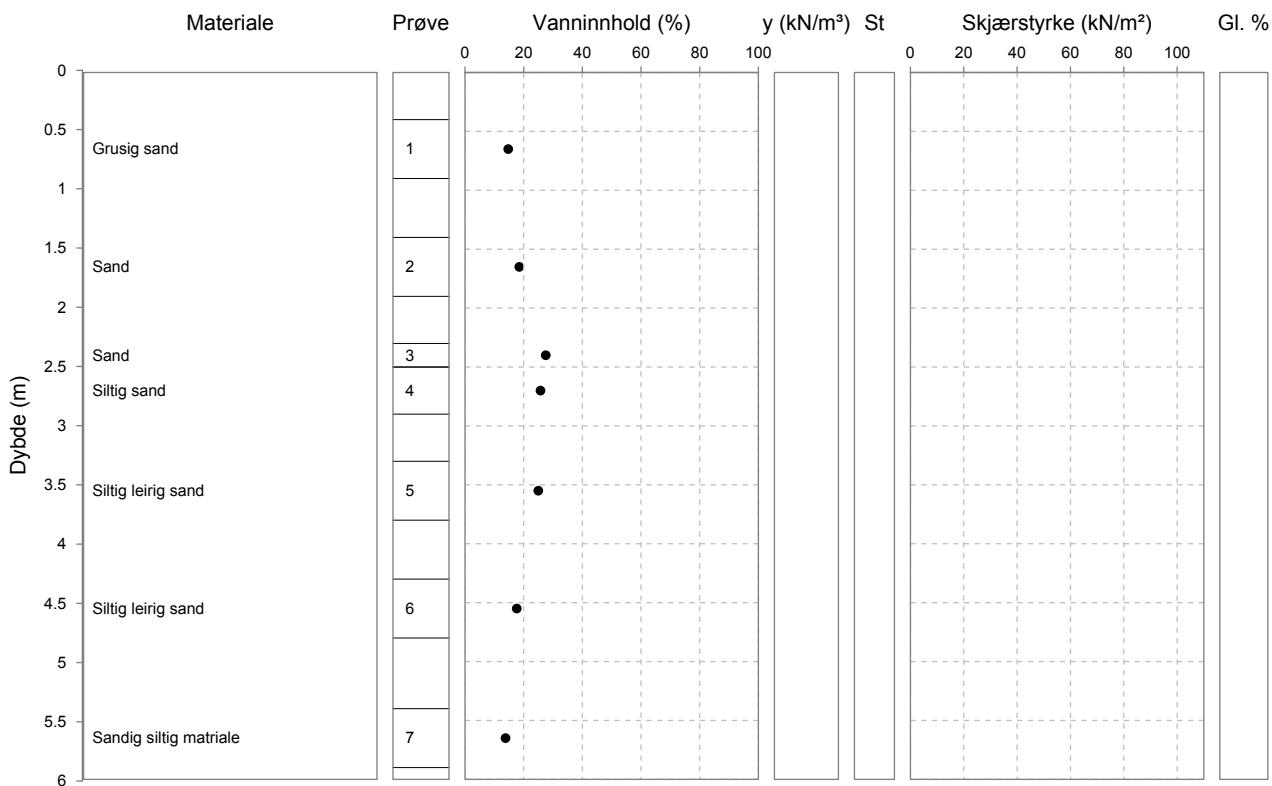 Materiale Prøve Vanninnhold (%) y (kN/m³) St Skjærstyrke (kN/m²) Gl. %
0 20 40 60 80 100 0 20 40 60 80 100
0
0.5
Grusig sand 1
1
1.5
Sand 2
2
Sand 3
2.5
Siltig sand 4
Dybde (m)
3
3.5
Siltig leirig sand 5
4
4.5
Siltig leirig sand 6
5
5.5
Sandig siltig matriale 7
6